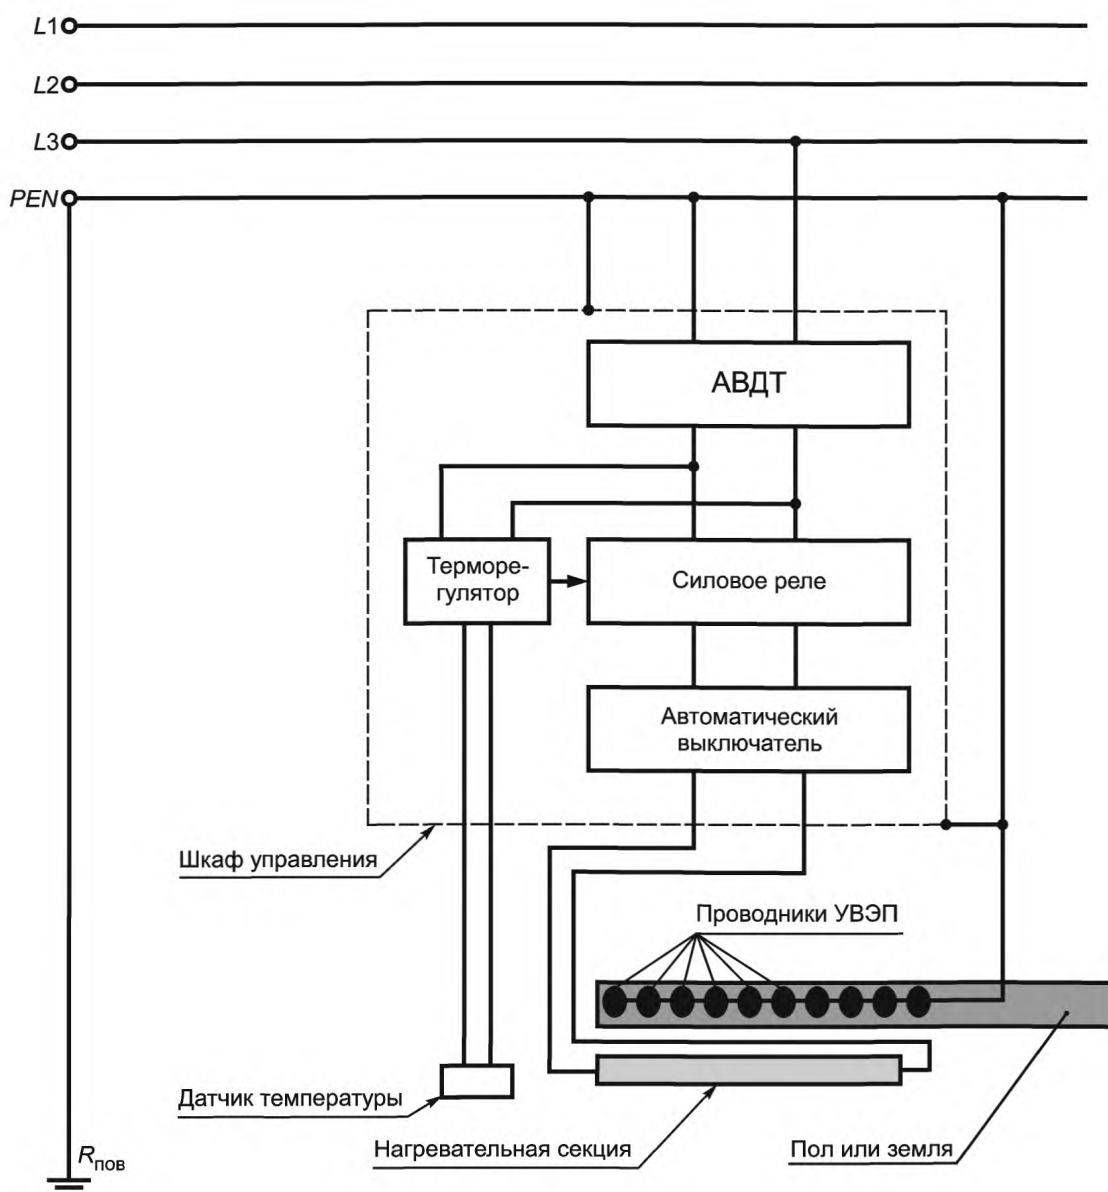 L1
L2
L3
PEN
АВДТ
Терморе-
гулятор
Силовое реле
Автоматический
выключатель
Шкаф управления
Проводники УВЭП
Датчик температуры
Нагревательная секция
Пол или земля
Rпов